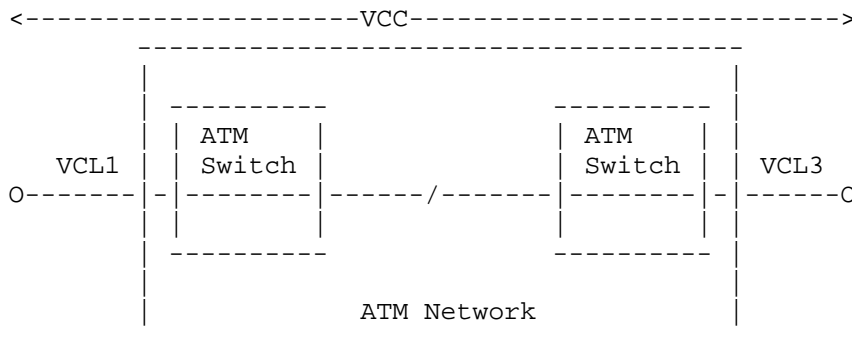 <--------------------VCC------------------------------------->
ATM ATM
VCL1 Switch Switch VCL3
O O
ATM Network